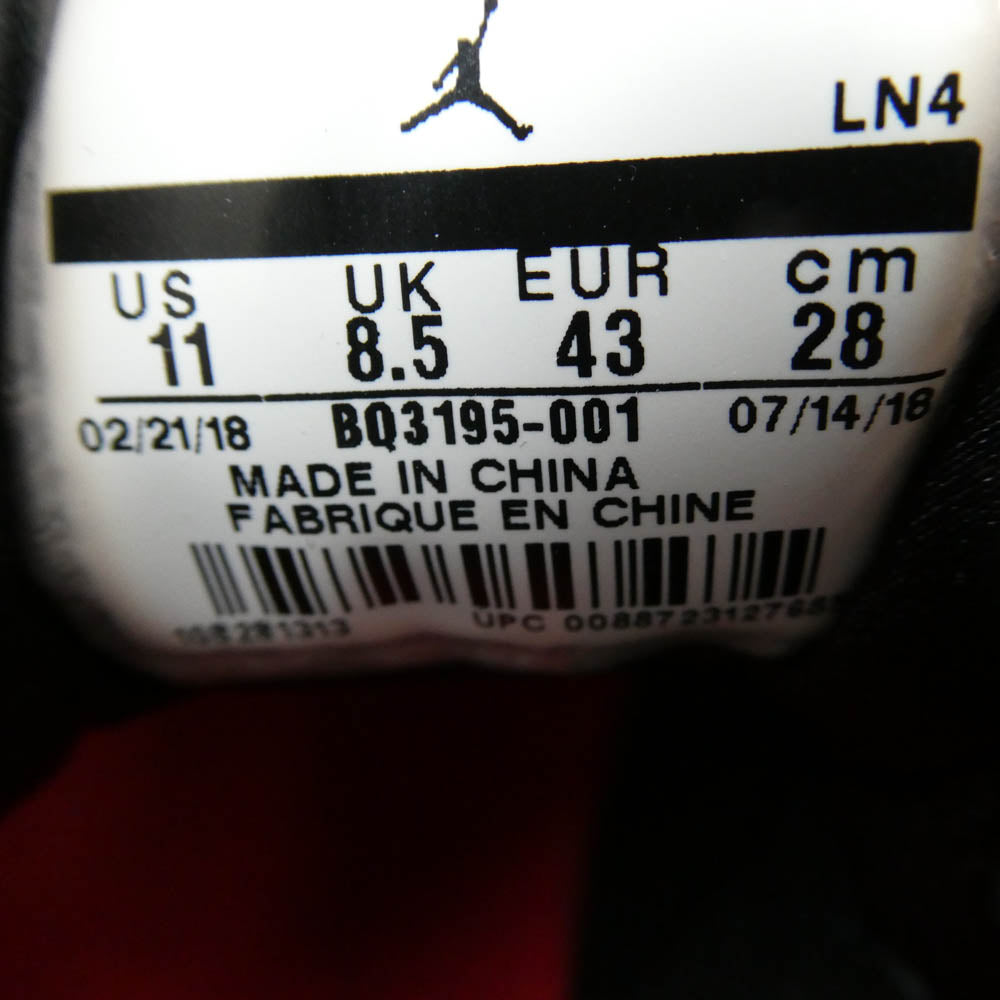 LN4
US UK EUR cm
11 8.5 43 28
02/21/18 BQ3195-001 07/14/18
MADE IN CHINA
FABRIQUE EN CHINE
UPC